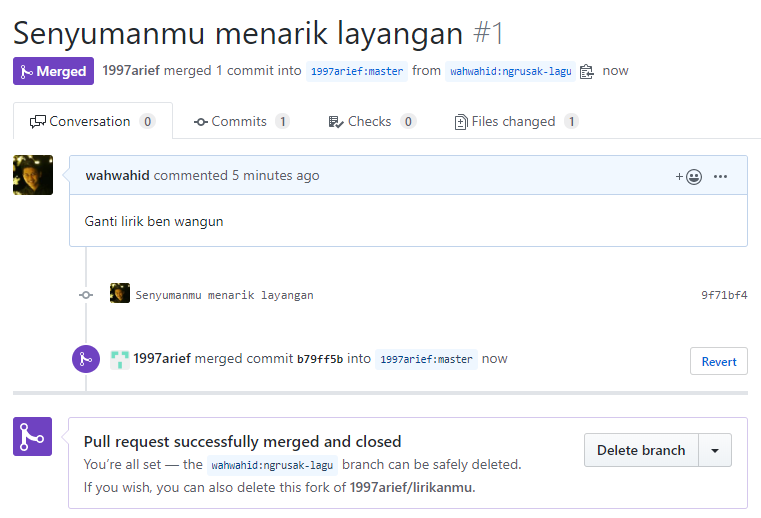 Senyumanmu menarik layangan #1
Merged 1997arief merged 1 commit into 1997arief:master from wahwahid:ngrusak-lagu now
Conversation 0 Commits 1 Checks 0 Files changed 1
wahwahid commented 5 minutes ago
Ganti lirik ben wangun
Senyumanmu menarik layangan 9f71bf4
1997arief merged commit b79ff5b into 1997arief:master now Revert
Pull request successfully merged and closed
You're all set — the wahwahid:ngrusak-lagu branch can be safely deleted.
If you wish, you can also delete this fork of 1997arief/lirikanmu.
Delete branch